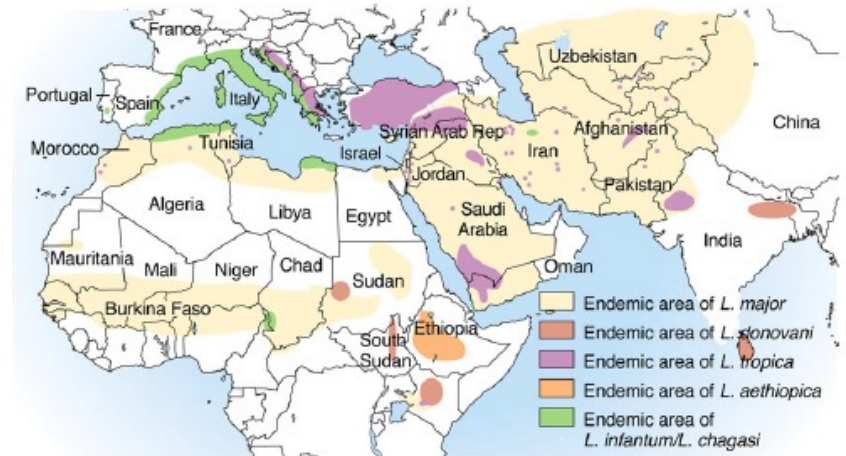 France
Uzbekistan
Portugal
Spain
Italy
China
Syrian Arab Rep
Afghanistan
Morocco
Tunisia
Israel
Iran
Jordan
Pakistan
Algeria
Libya
Egypt
Saudi
Arabia
India
Mauritania
Mali
Niger
Chad
Sudan
Oman
Burkina Faso
Ethiopia
South
Sudan
Endemic area of L. major
Endemic area of L. donovani
Endemic area of L. tropica
Endemic area of L. aethiopica
Endemic area of
L. infantum/L. chagasi